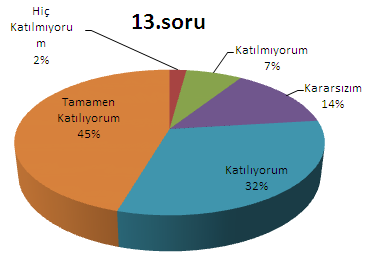 13.soru
Hiç
Katılmıyoru
m
2%
Katılmıyorum
7%
Kararsızım
14%
Katılıyorum
32%
Tamamen
Katılıyorum
45%